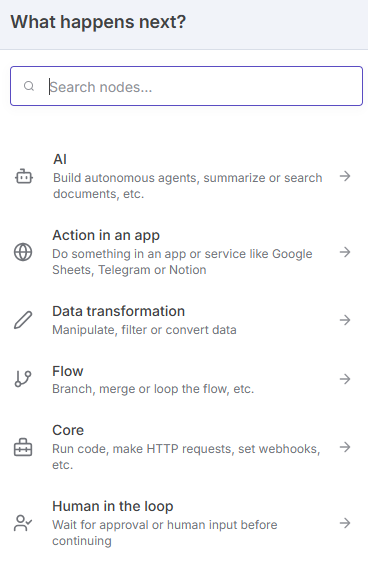 What happens next?
Search nodes...
AI
Build autonomous agents, summarize or search
documents, etc.
Action in an app
Do something in an app or service like Google
Sheets, Telegram or Notion
Data transformation
Manipulate, filter or convert data
Flow
Branch, merge or loop the flow, etc.
Core
Run code, make HTTP requests, set webhooks,
etc.
Human in the loop
Wait for approval or human input before
continuing